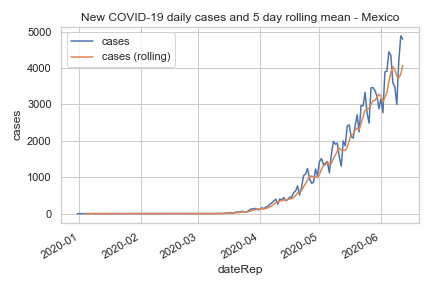 New COVID-19 daily cases and 5 day rolling mean - Mexico
cases
cases (rolling)
5000
4000
3000
2000
1000
0
cases
2020-01
2020-02
2020-03
2020-04
2020-05
2020-06
dateRep